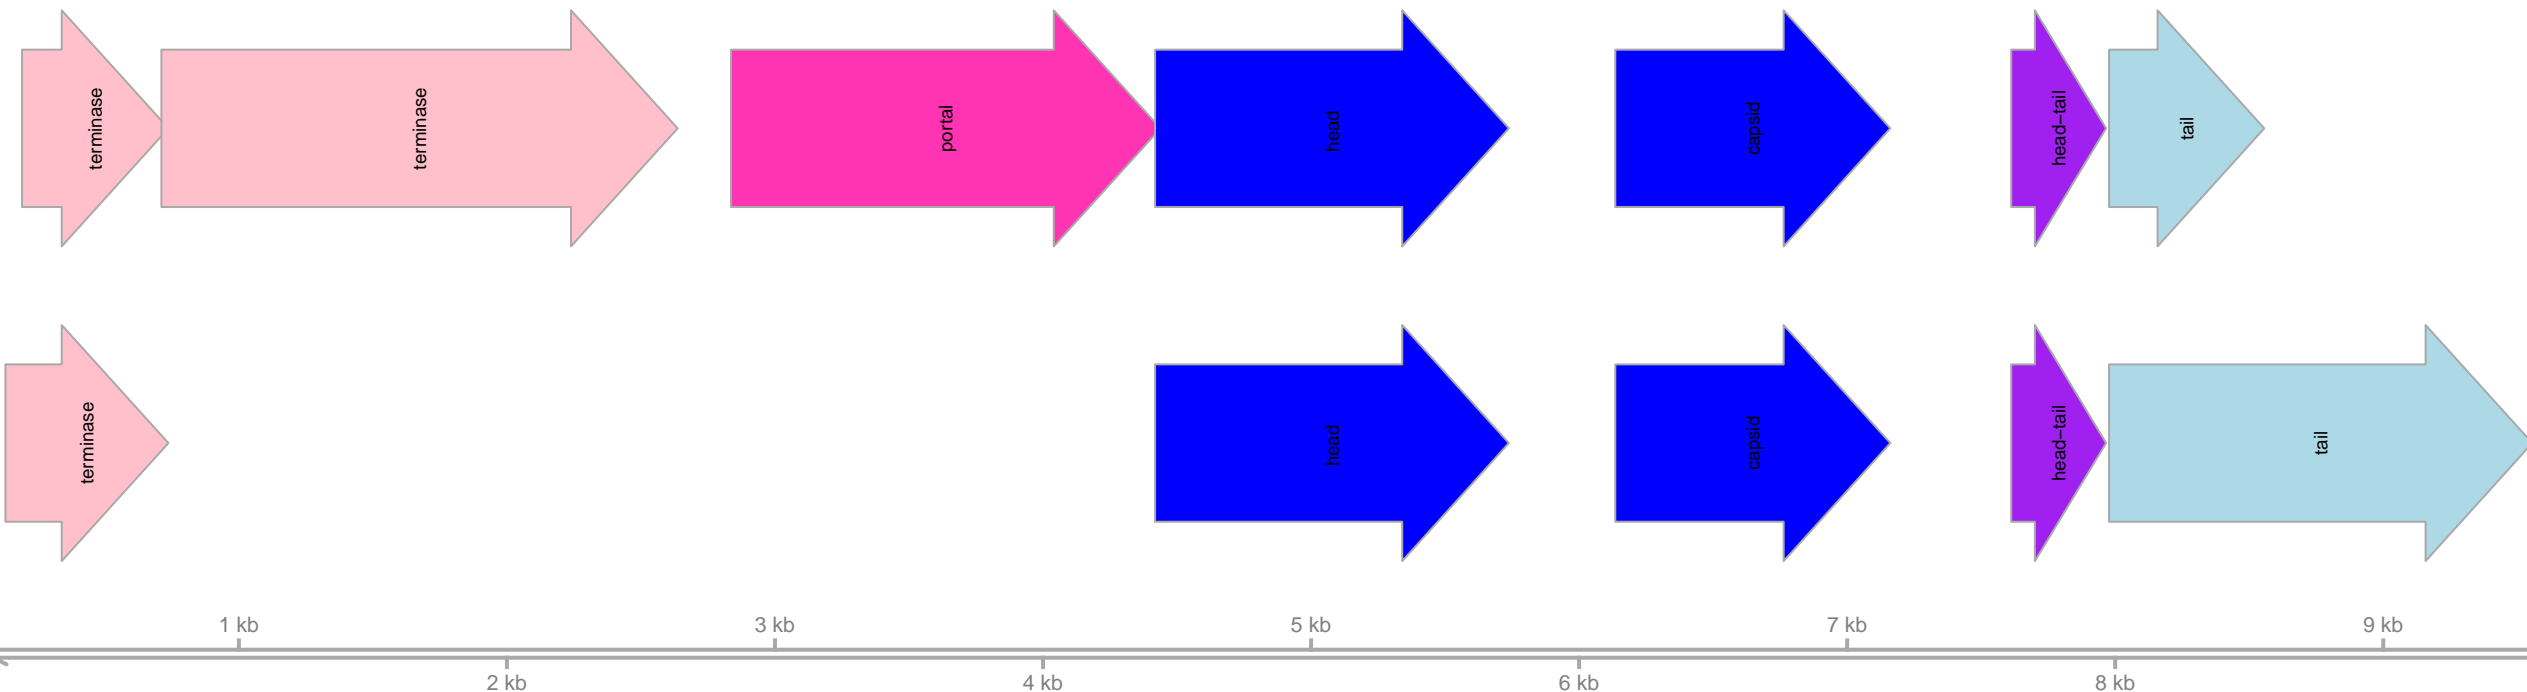 terminase
terminase
portal
head
capsid
head-tail
tail
terminase
head
capsid
head-tail
tail
1 kb
3 kb
5 kb
7 kb
9 kb
2 kb
4 kb
6 kb
8 kb